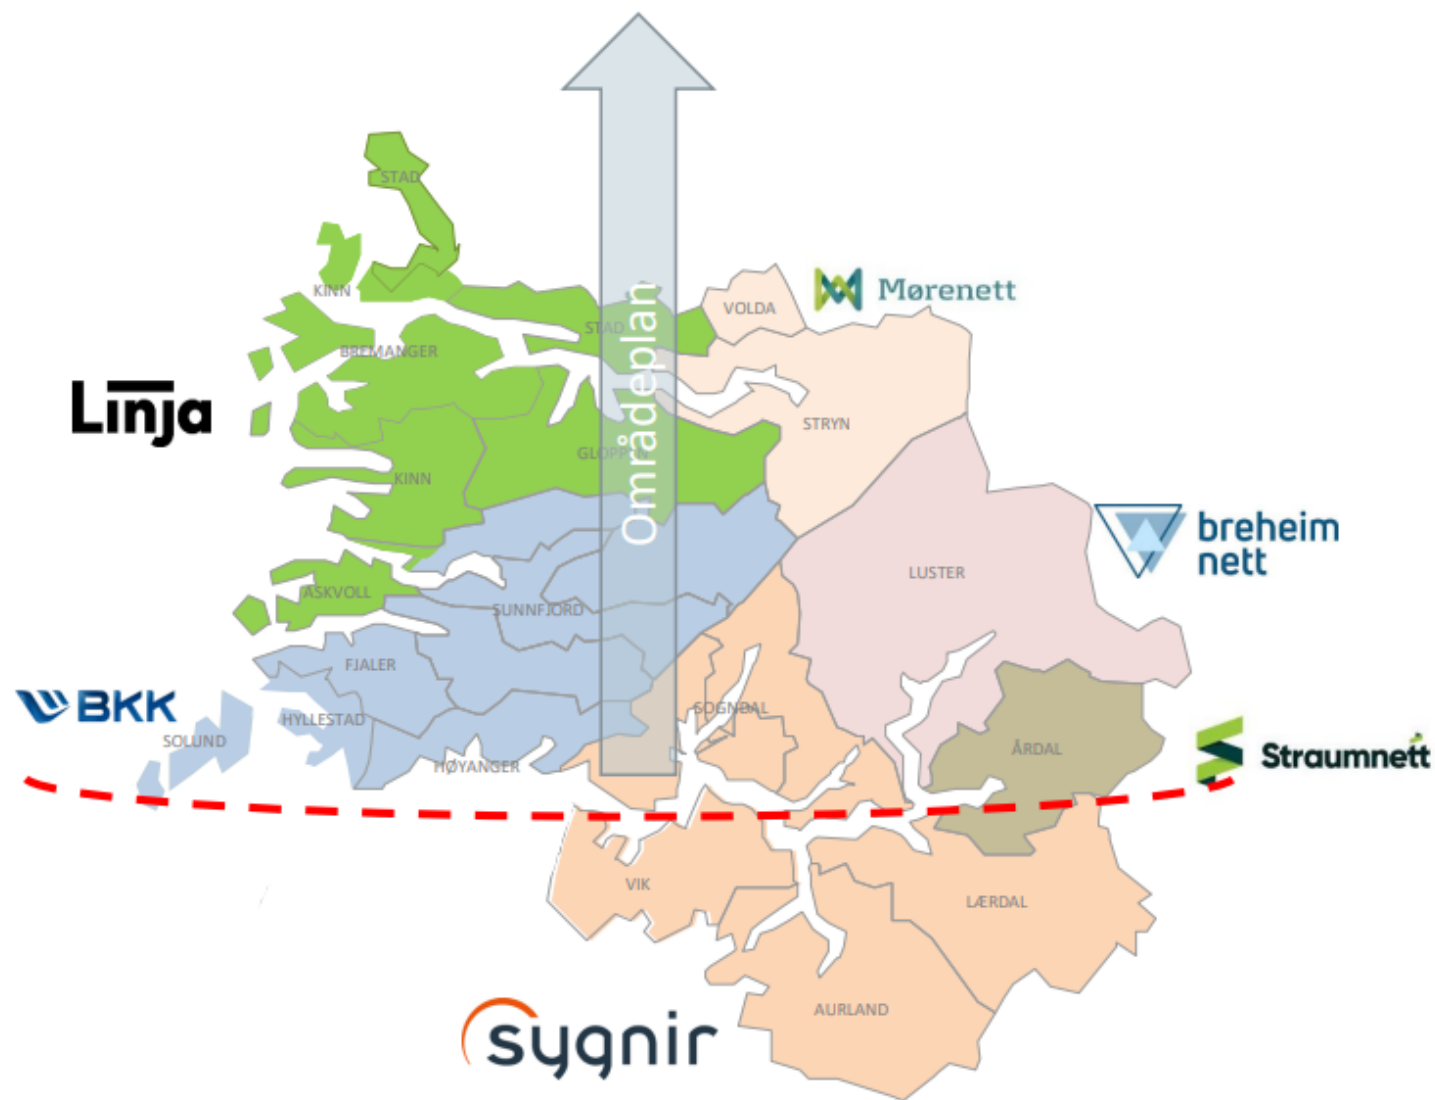 STAD
KINN
VOLDA
Mørenett
STAD
BREMANGER
Linja
STRYN
GLOPPEN
KINN
Områdeplan
breheim
nett
LUSTER
ASKVOLL
SUNNFJORD
FJALER
BKK
SOGNDAL
HYLLESTAD
SOLUND
ÅRDAL
Straumnett
HØYANGER
VIK
LÆRDAL
AURLAND
sygnir